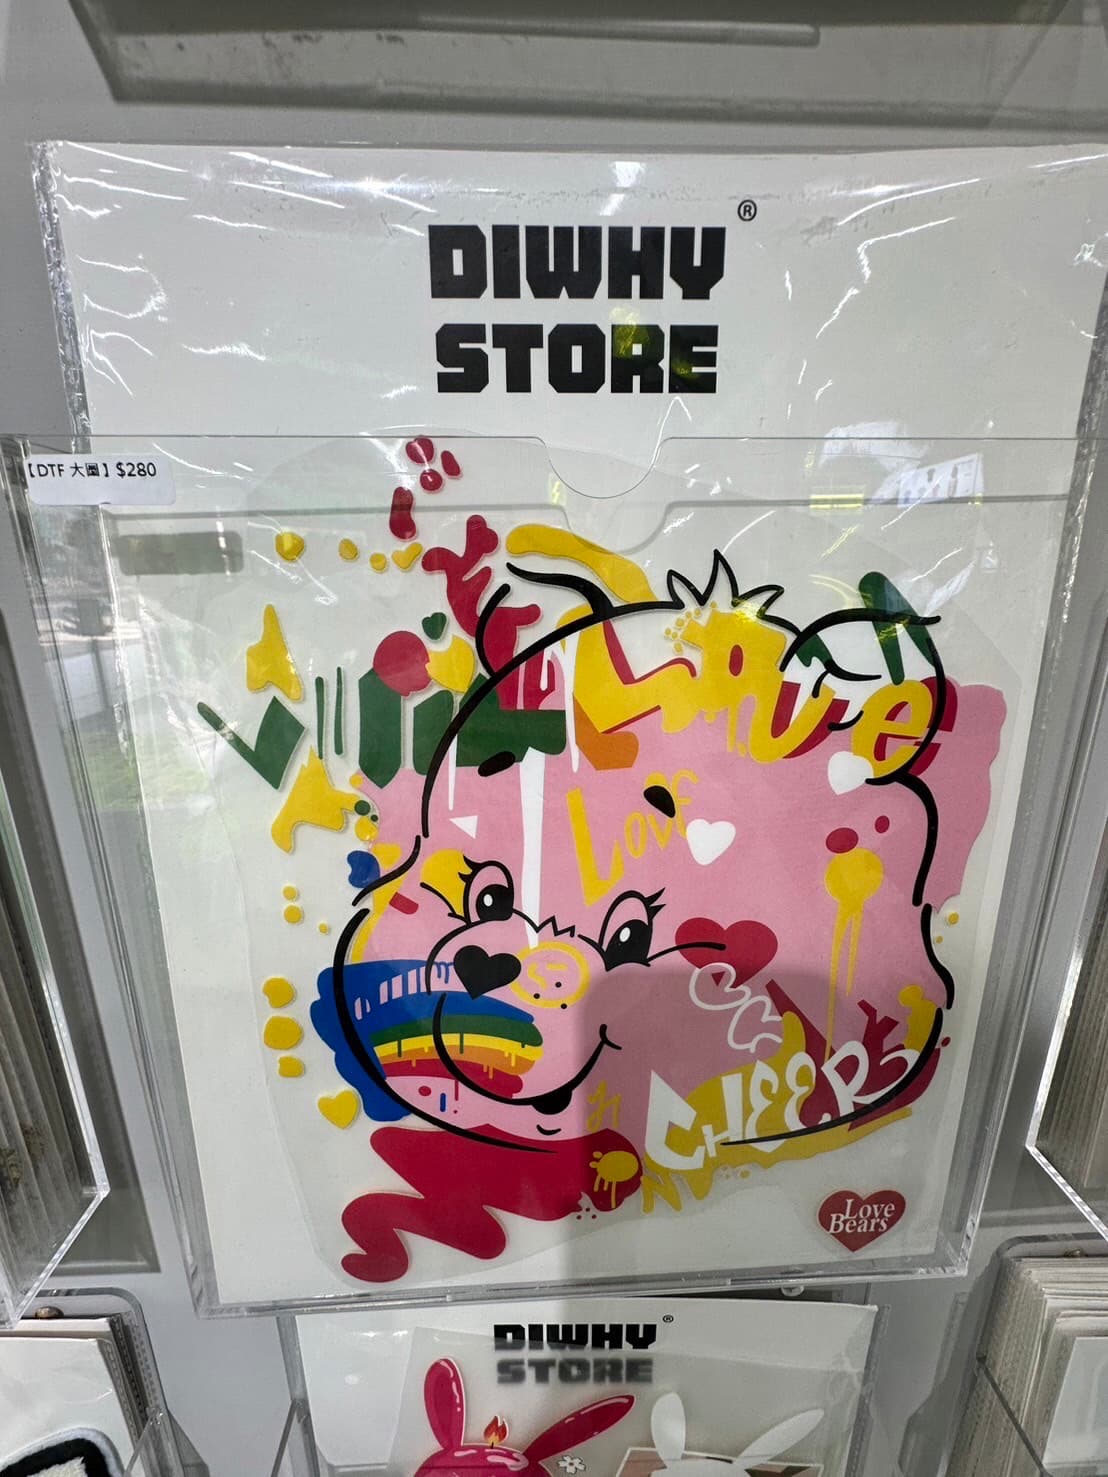 DIWHY®
STORE
【DTF 大圖】$280
Love
Love
CHEER
Love
Bears
DIWHY®
STORE